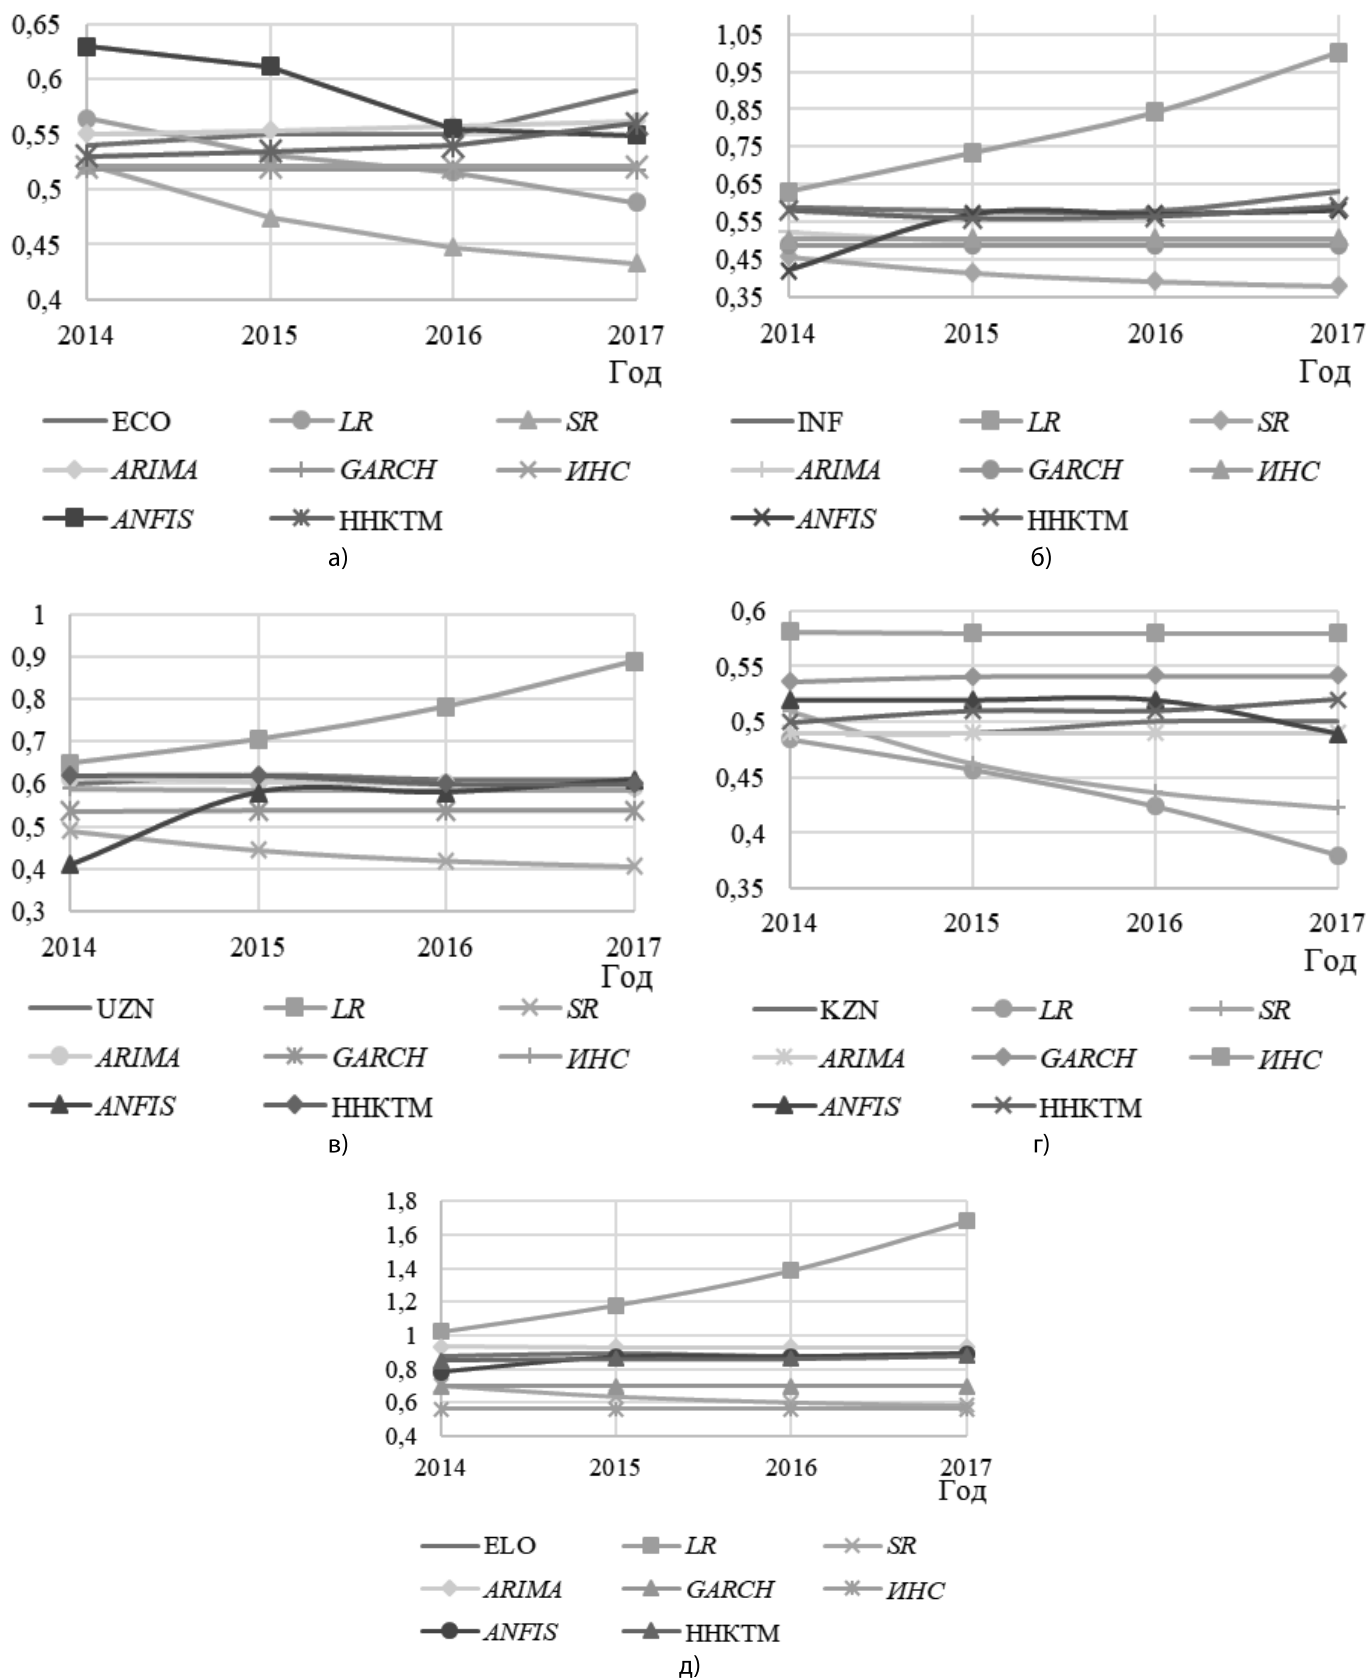 0,65
0,6
0,55
0,5
0,45
0,4
2014 2015 2016 2017
Год
ECO LR SR
ARIMA GARCH ИНС
ANFIS ННКТМ
а)
1,05
0,95
0,85
0,75
0,65
0,55
0,45
0,35
2014 2015 2016 2017
Год
INF LR SR
ARIMA GARCH ИНС
ANFIS ННКТМ
б)
1
0,9
0,8
0,7
0,6
0,5
0,4
0,3
2014 2015 2016 2017
Год
UZN LR SR
ARIMA GARCH ИНС
ANFIS ННКТМ
в)
0,6
0,55
0,5
0,45
0,4
0,35
2014 2015 2016 2017
Год
KZN LR SR
ARIMA GARCH ИНС
ANFIS ННКТМ
г)
1,8
1,6
1,4
1,2
1
0,8
0,6
0,4
2014 2015 2016 2017
Год
ELO LR SR
ARIMA GARCH ИНС
ANFIS ННКТМ
д)